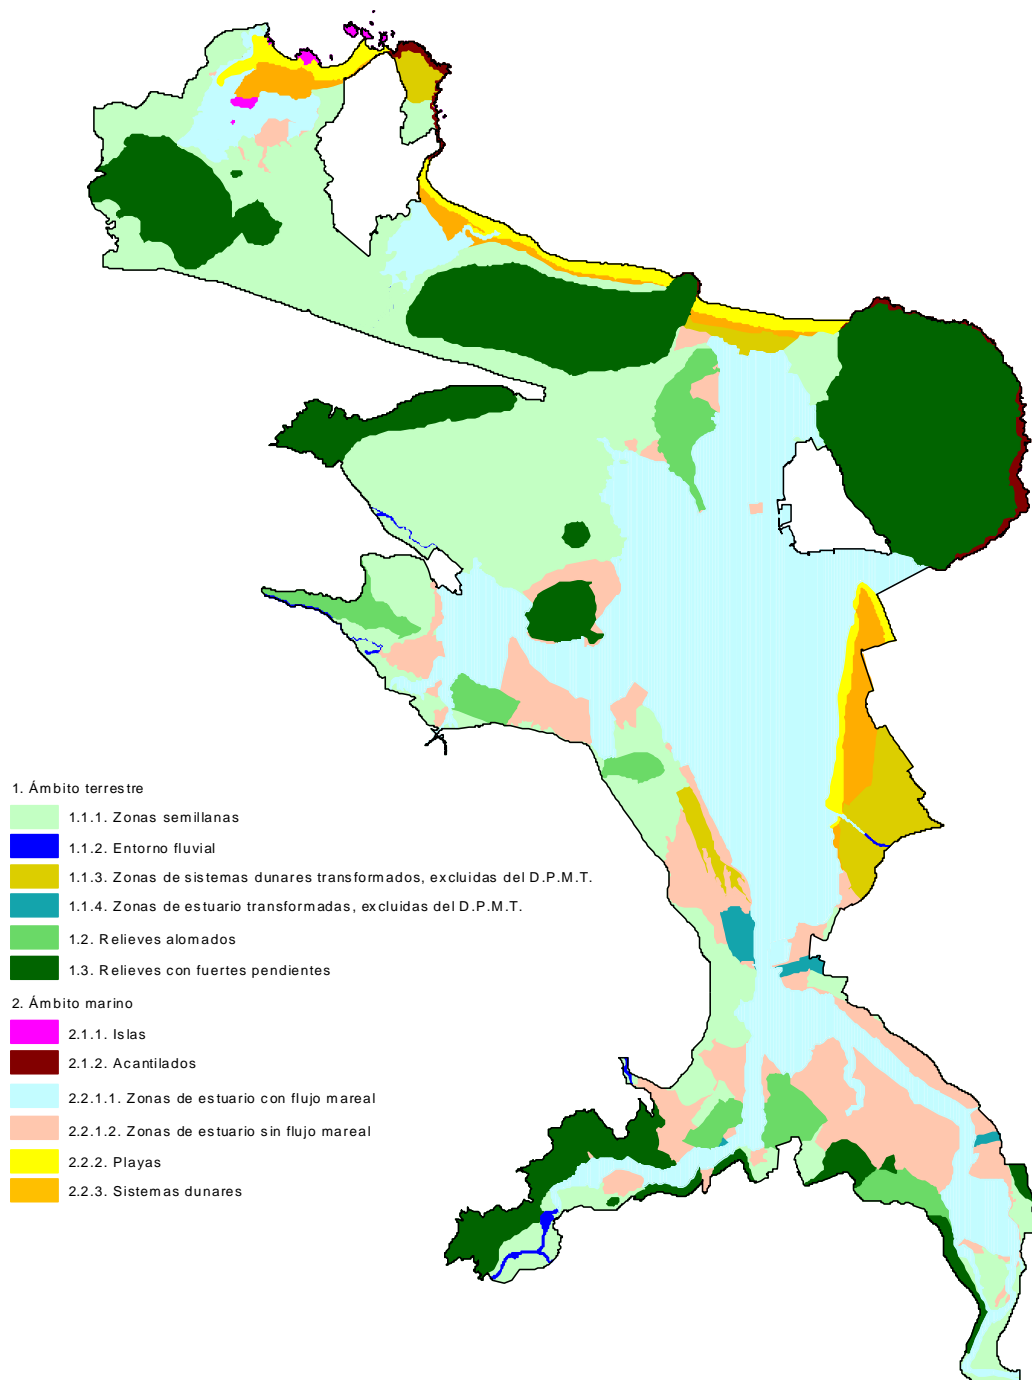 1. Ámbito terrestre
1.1.1. Zonas semillanas
1.1.2. Entorno fluvial
1.1.3. Zonas de sistemas dunares transformados, excluidas del D.P.M.T.
1.1.4. Zonas de estuario transformadas, excluidas del D.P.M.T.
1.2. Relieves alomados
1.3. Relieves con fuertes pendientes
2. Ámbito marino
2.1.1. Islas
2.1.2. Acantilados
2.2.1.1. Zonas de estuario con flujo mareal
2.2.1.2. Zonas de estuario sin flujo mareal
2.2.2. Playas
2.2.3. Sistemas dunares